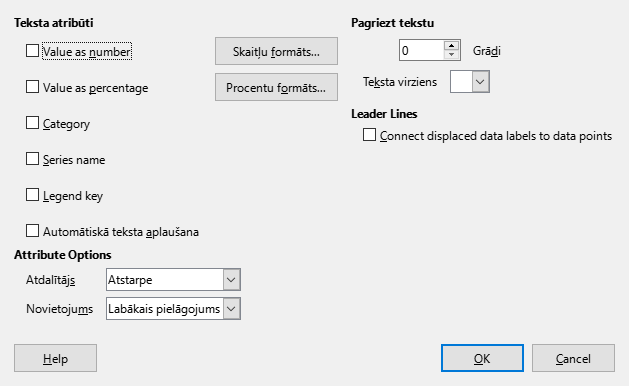 Teksta atribūti
Value as number
Skaitļu formāts...
Value as percentage
Procentu formāts...
Category
Series name
Legend key
Automātiskā teksta aplaušana
Attribute Options
Atdalītājs
Atstarpe
Novietojums
Labākais pielāgojums
Pagriezt tekstu
0
Grādi
Teksta virziens
Leader Lines
Connect displaced data labels to data points
Help
OK
Cancel